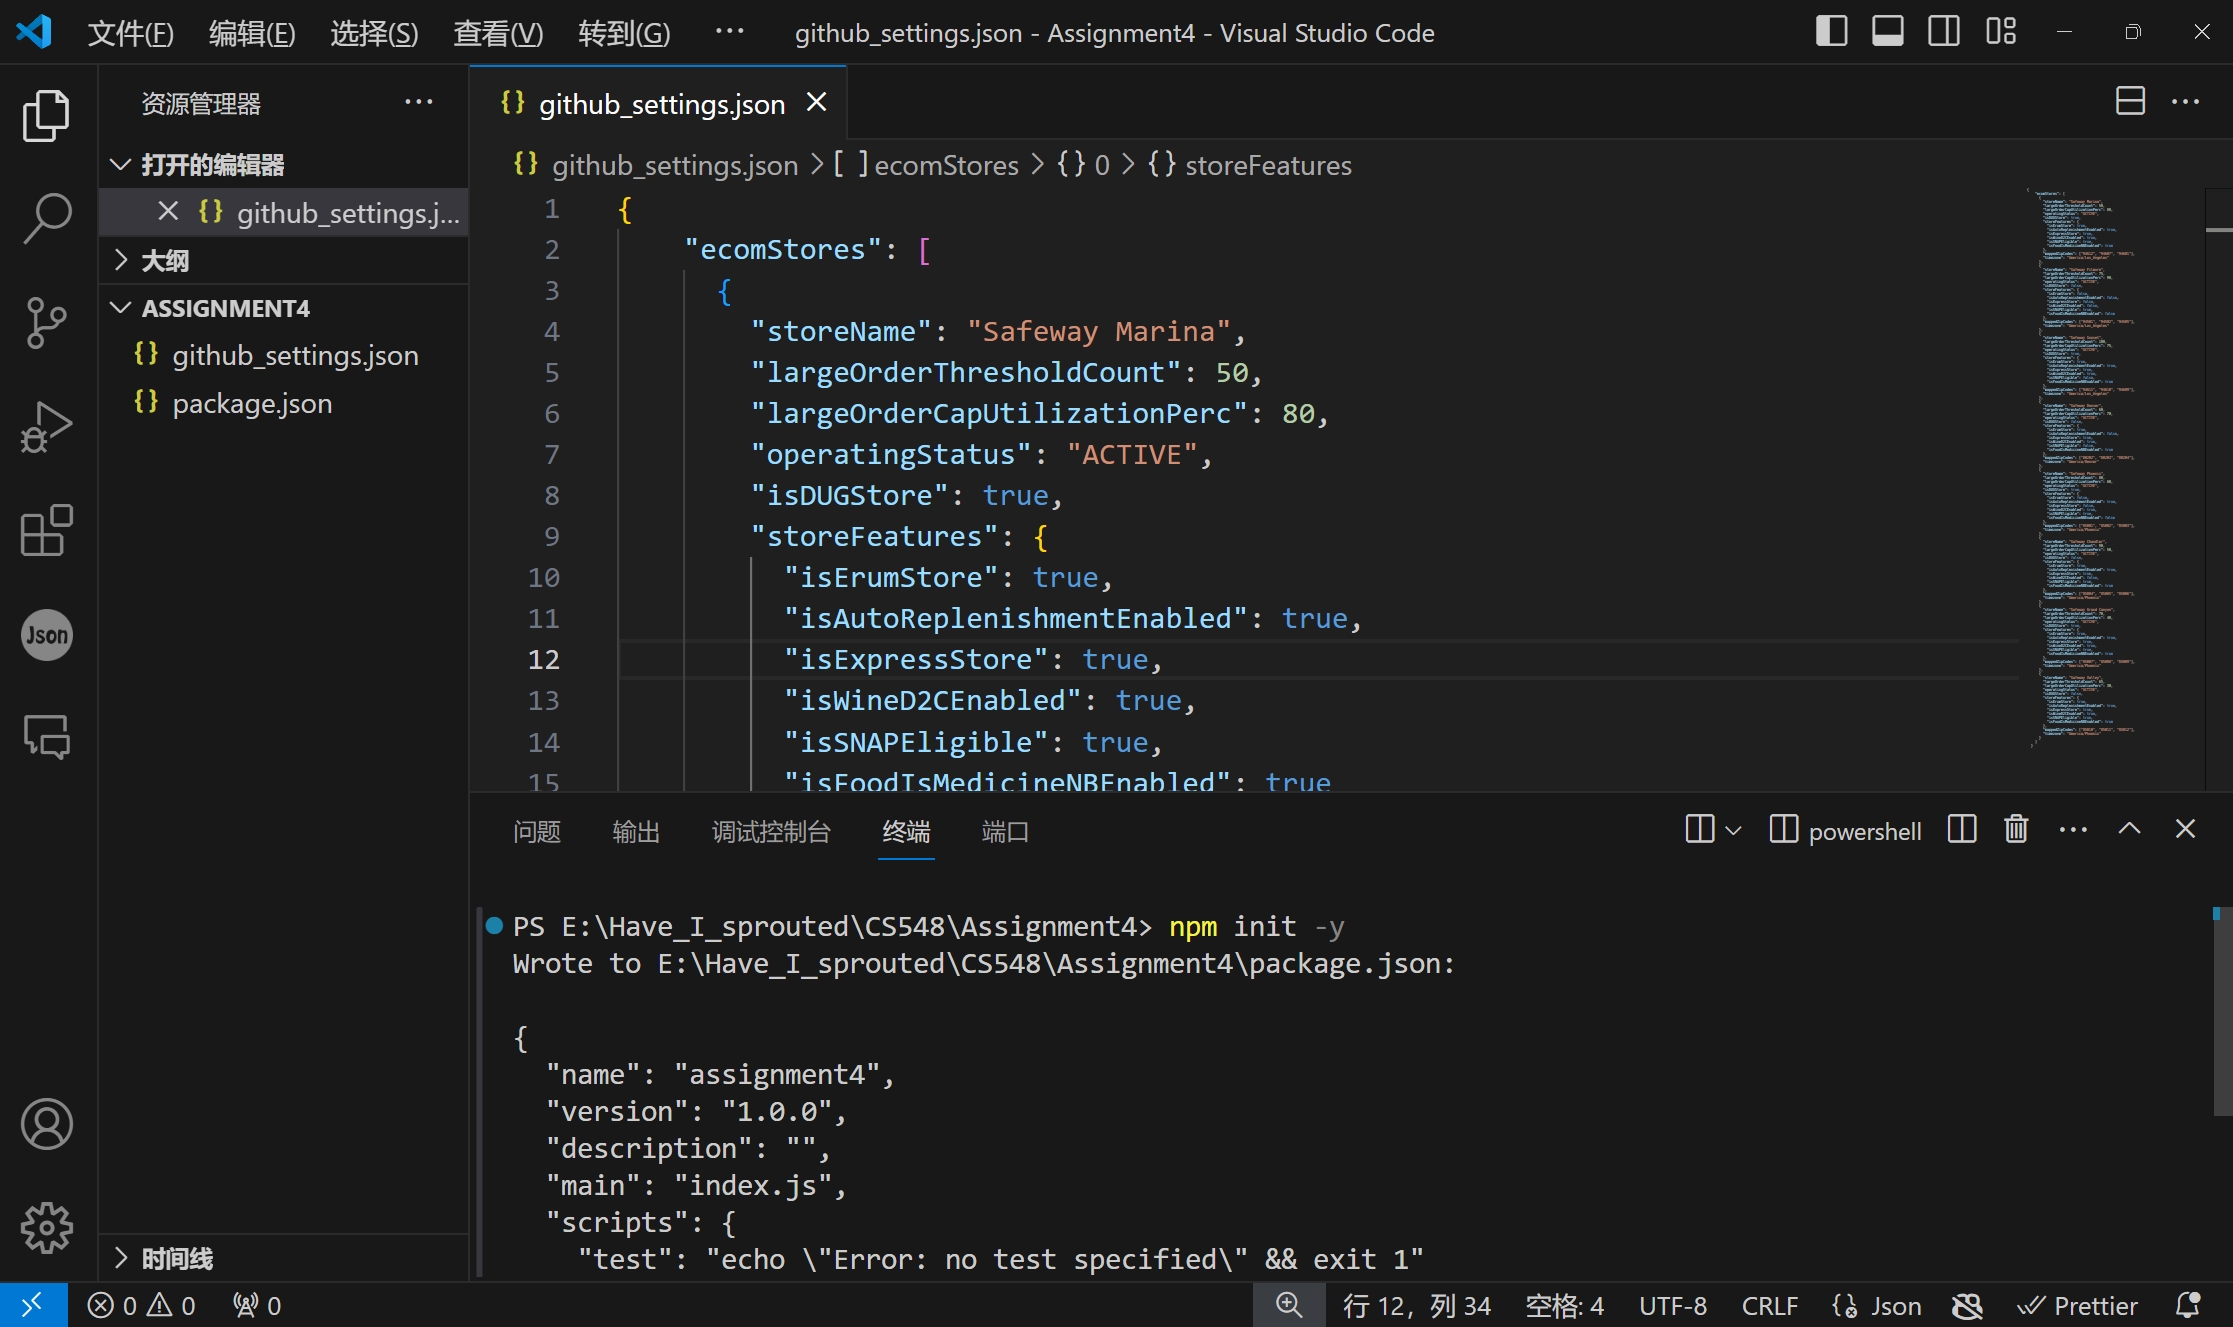 文件(F) 编辑(E) 选择(S) 查看(V) 转到(G) ··· github_settings.json - Assignment4 - Visual Studio Code
资源管理器
打开的编辑器
github_settings.j...
大纲
ASSIGNMENT4
github_settings.json
package.json
时间线
Json
github_settings.json
github_settings.json > [ ] ecomStores > {} 0 > {} storeFeatures
1 {
2 "ecomStores": [
3 {
4 "storeName": "Safeway Marina",
5 "largeOrderThresholdCount": 50,
6 "largeOrderCapUtilizationPerc": 80,
7 "operatingStatus": "ACTIVE",
8 "isDUGStore": true,
9 "storeFeatures": {
10 "isErumStore": true,
11 "isAutoReplenishmentEnabled": true,
12 "isExpressStore": true,
13 "isWineD2CEnabled": true,
14 "isSNAPEligible": true,
15 "isFoodIsMedicineNBEnabled": true
问题 输出 调试控制台 终端 端口 powershell
PS E:\Have_I_sprouted\CS548\Assignment4> npm init -y
Wrote to E:\Have_I_sprouted\CS548\Assignment4\package.json:
{
"name": "assignment4",
"version": "1.0.0",
"description": "",
"main": "index.js",
"scripts": {
"test": "echo \"Error: no test specified\" && exit 1"
0 0 0 行 12，列 34 空格: 4 UTF-8 CRLF Json Prettier